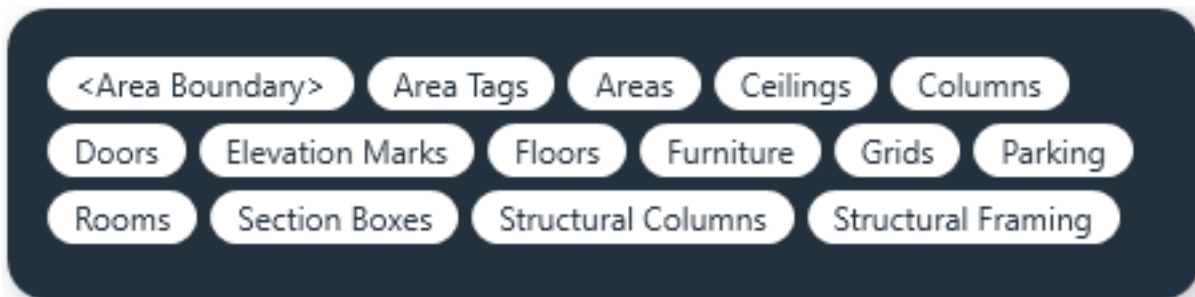 <Area Boundary> Area Tags Areas Ceilings Columns
Doors Elevation Marks Floors Furniture Grids Parking
Rooms Section Boxes Structural Columns Structural Framing